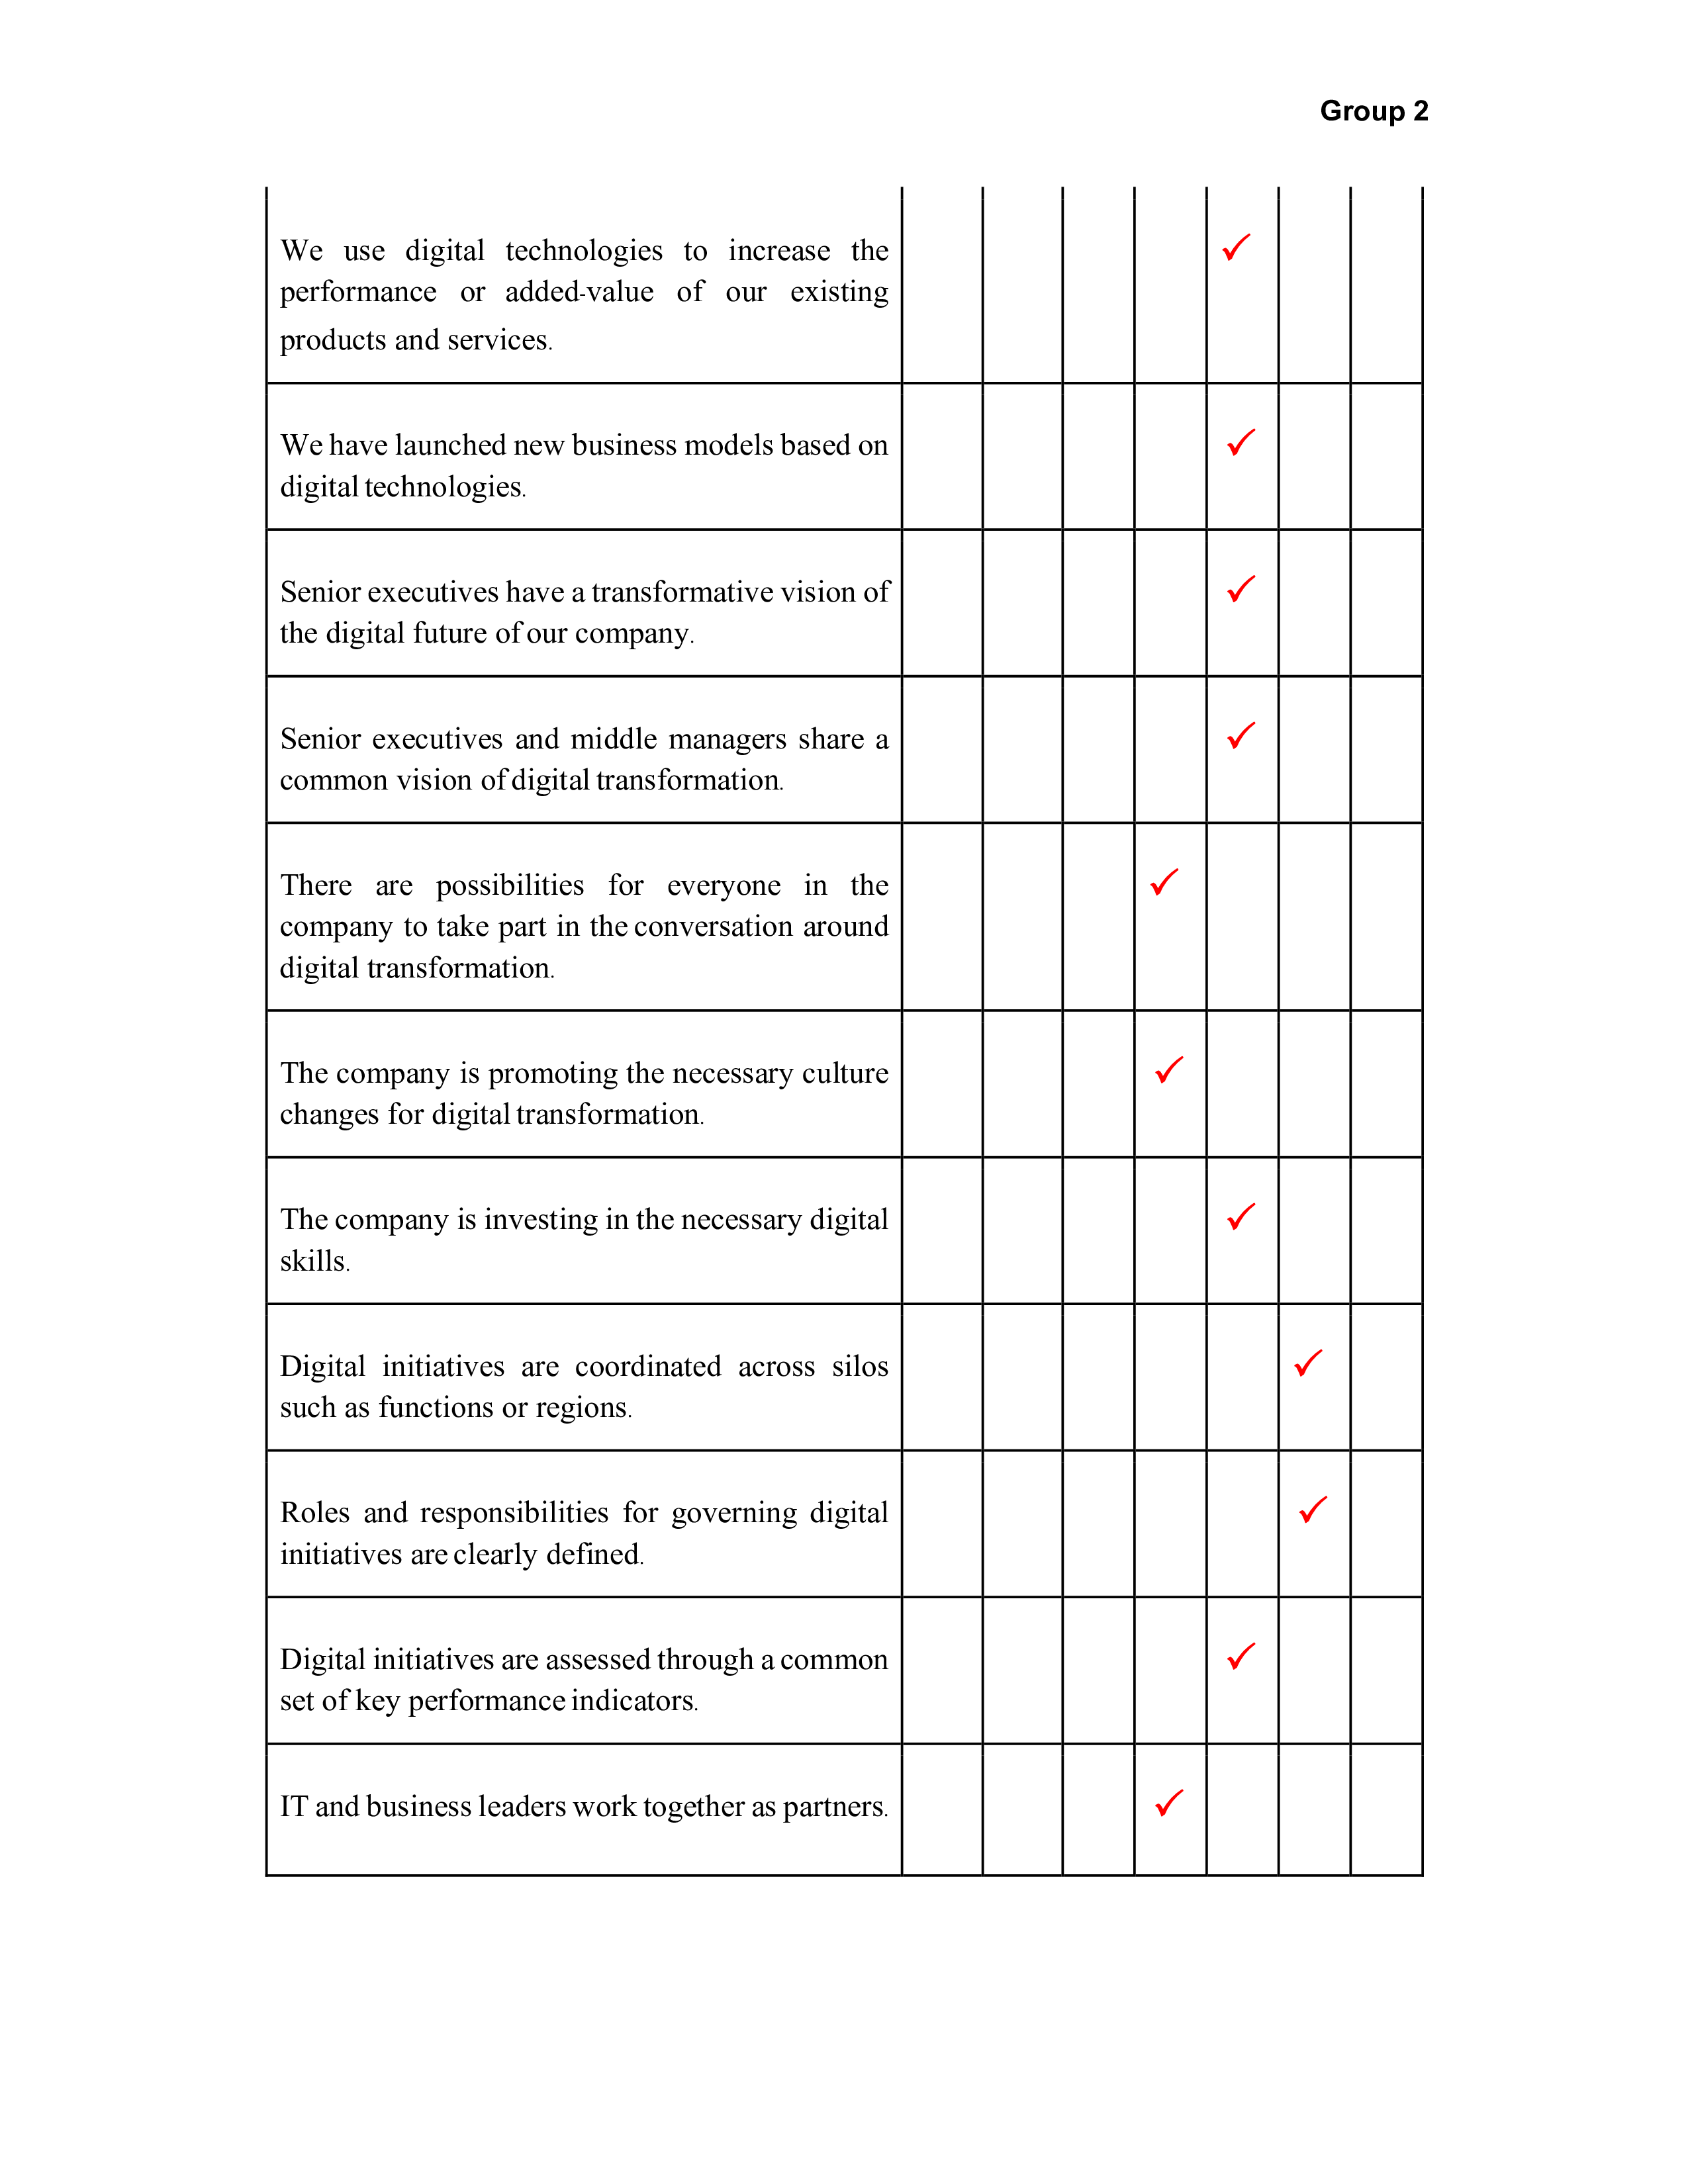 Group 2
We use digital technologies to increase the
performance or added-value of our existing
products and services.
We have launched new business models based on
digital technologies.
Senior executives have a transformative vision of
the digital future of our company.
Senior executives and middle managers share a
common vision of digital transformation.
There are possibilities for everyone in the
company to take part in the conversation around
digital transformation.
The company is promoting the necessary culture
changes for digital transformation.
The company is investing in the necessary digital
skills.
Digital initiatives are coordinated across silos
such as functions or regions.
Roles and responsibilities for governing digital
initiatives are clearly defined.
Digital initiatives are assessed through a common
set of key performance indicators.
IT and business leaders work together as partners.